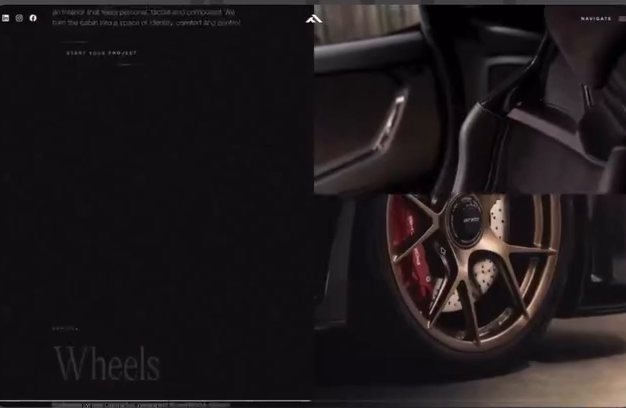 an interior that feels personal, tactile and composed. We
turn the cabin into a space of identity, comfort and control
START YOUR PROJECT
NAVIGATE
Wheels